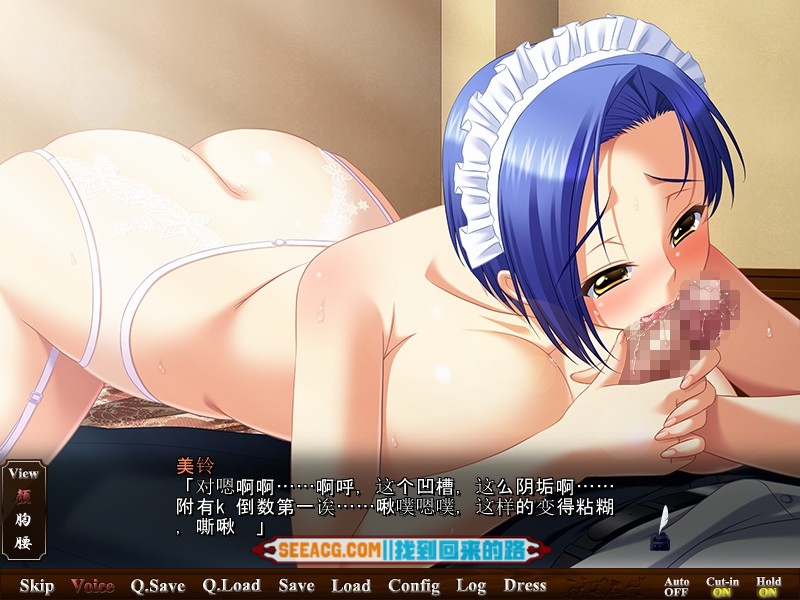 View
顔
胸
腰
美铃
「对嗯啊啊……啊呼, 这个凹槽, 这么阴垢啊……
附有k 倒数第一诶……啾噗嗯噗, 这样的变得粘糊
, 嘶啾 」
SEEACG.COM||找到回来的路
Skip Voice Q.Save Q.Load Save Load Config Log Dress
Auto OFF Cut-in ON Hold ON